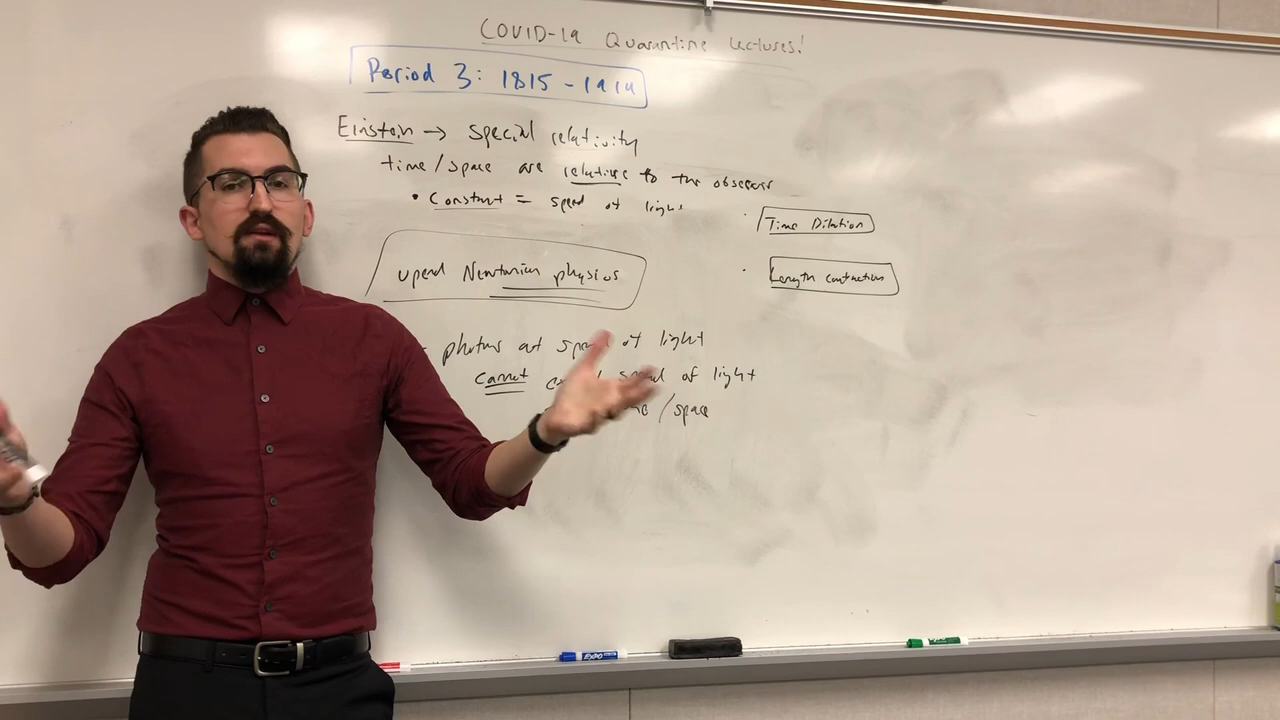 COVID-19 Quarantine Lectures!
Period 3: 1815 - 1914
Einstein → special relativity
time/space are relative to the observer
• Constant = speed of light
• Time Dilation
• Length contraction
upend Newtonian physics
- photons at speed of light
cannot speed of light
/space
EXPO